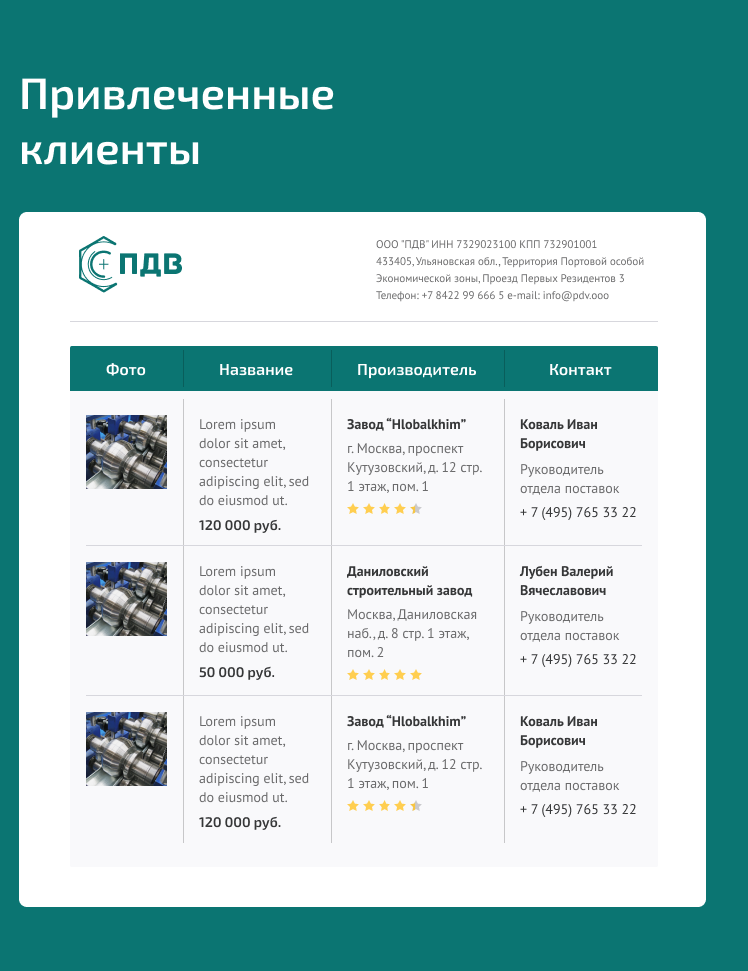 Привлеченные
клиенты
ПДВ
ООО "ПДВ" ИНН 7329023100 КПП 732901001
433405, Ульяновская обл., Территория Портовой особой
Экономической зоны, Проезд Первых Резидентов 3
Телефон: +7 8422 99 666 5 e-mail: info@pdv.ooo
Фото Название Производитель Контакт
Lorem ipsum
dolor sit amet,
consectetur
adipiscing elit, sed
do eiusmod ut.
120 000 руб.
Завод “Hlobalkhim”
г. Москва, проспект
Кутузовский, д. 12 стр.
1 этаж, пом. 1
Коваль Иван
Борисович
Руководитель
отдела поставок
+ 7 (495) 765 33 22
Lorem ipsum
dolor sit amet,
consectetur
adipiscing elit, sed
do eiusmod ut.
50 000 руб.
Даниловский
строительный завод
Москва, Даниловская
наб., д. 8 стр. 1 этаж,
пом. 2
Лубен Валерий
Вячеславович
Руководитель
отдела поставок
+ 7 (495) 765 33 22
Lorem ipsum
dolor sit amet,
consectetur
adipiscing elit, sed
do eiusmod ut.
120 000 руб.
Завод “Hlobalkhim”
г. Москва, проспект
Кутузовский, д. 12 стр.
1 этаж, пом. 1
Коваль Иван
Борисович
Руководитель
отдела поставок
+ 7 (495) 765 33 22